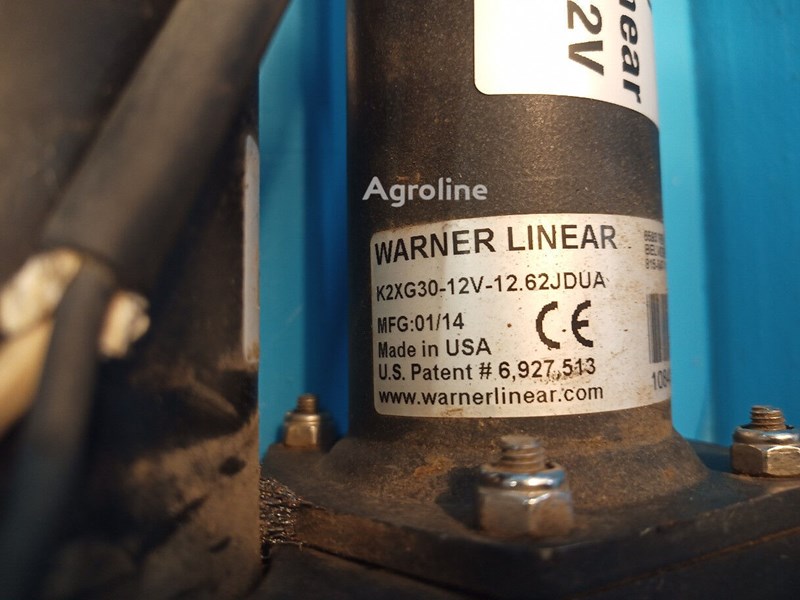 2V
Agroline
WARNER LINEAR
K2XG30-12V-12.62JDUA
MFG:01/14
CE
Made in USA
U.S. Patent # 6,927,513
www.warnerlinear.com